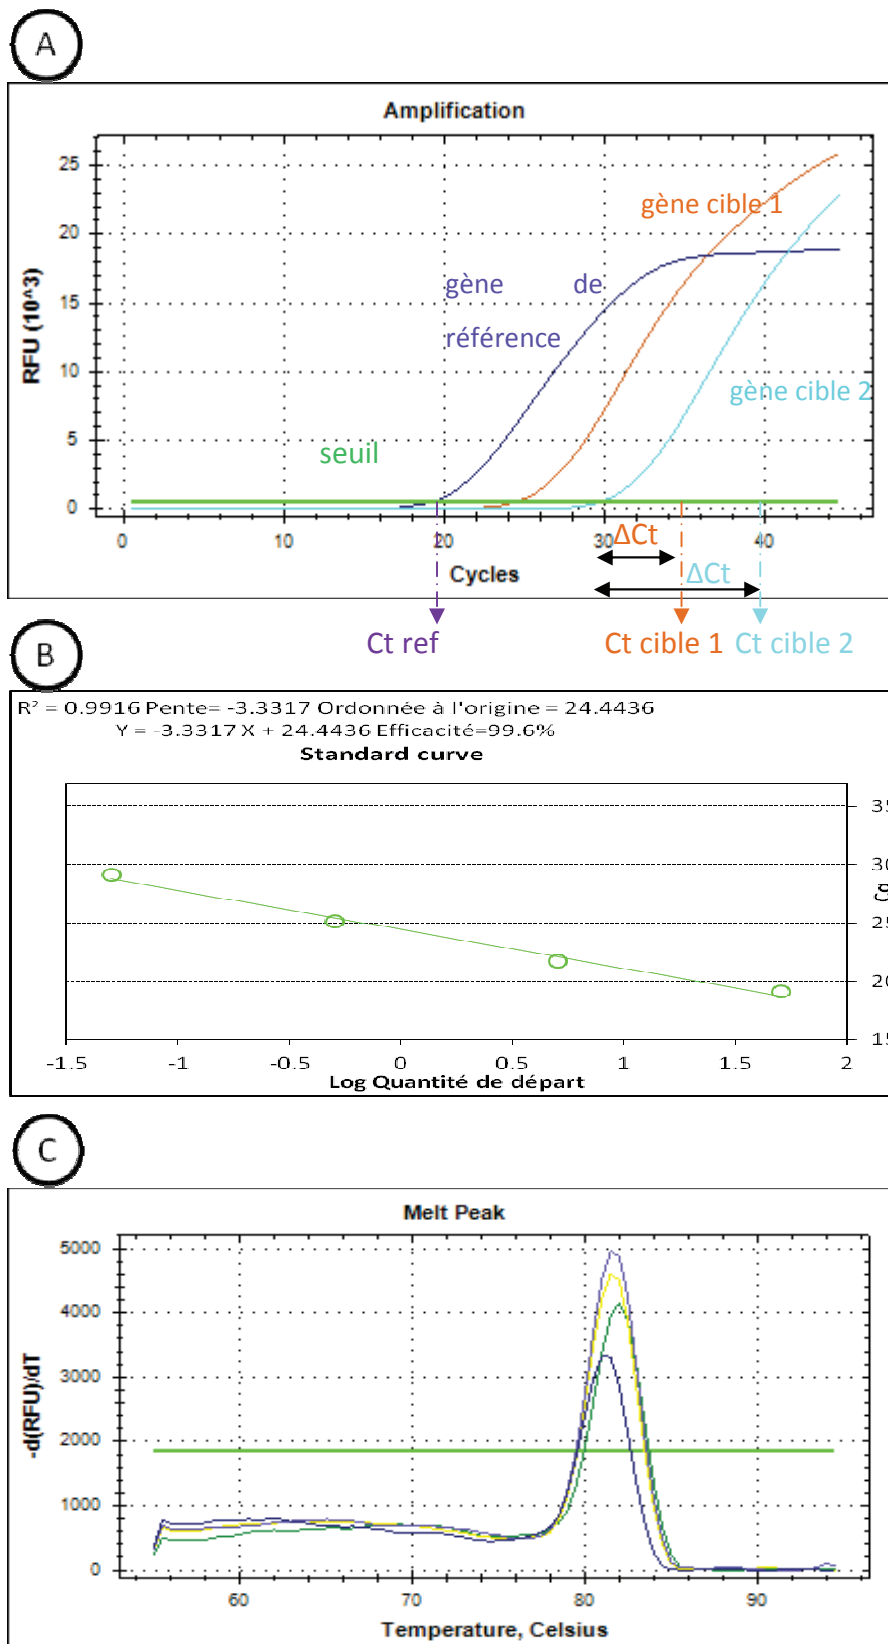 A
Amplification
25
20
15
10
5
0
RFU (10^3)
gène cible 1
gène de
référence
gène cible 2
seuil
0 10 20 30 40
ΔCt
Cycles
ΔCt
Ct ref Ct cible 1 Ct cible 2
B
R² = 0.9916 Pente= -3.3317 Ordonnée à l'origine = 24.4436
Y = -3.3317 X + 24.4436 Efficacité=99.6%
Standard curve
35
30
25
20
15
-1.5 -1 -0.5 0 0.5 1 1.5 2
Log Quantité de départ
C
Melt Peak
5000
4000
3000
2000
1000
0
-d(RFU)/dT
60 70 80 90
Temperature, Celsius